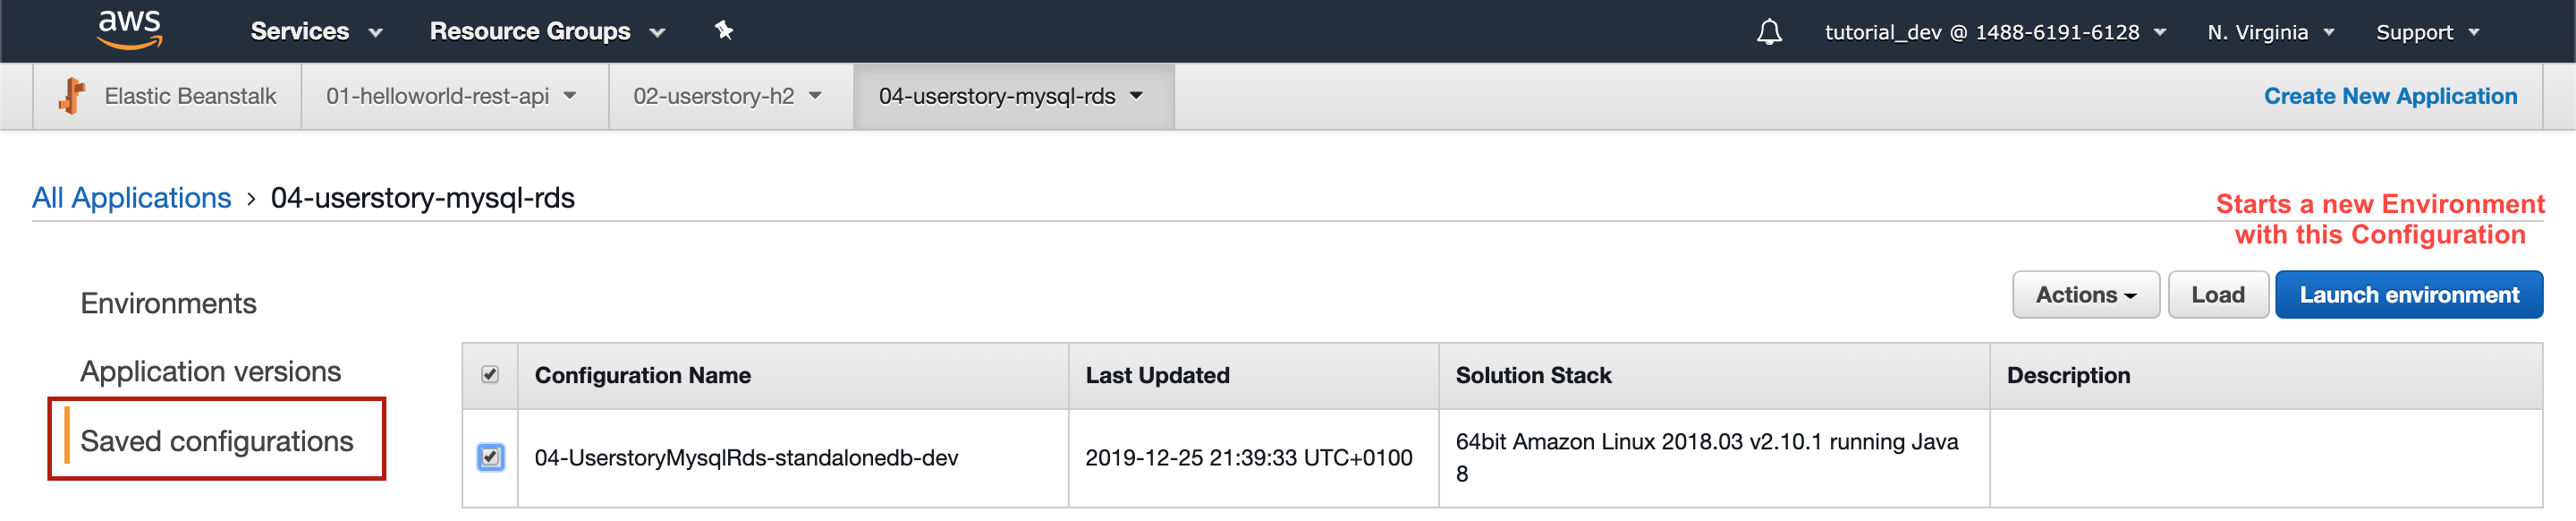 aws Services Resource Groups tutorial_dev @ 1488-6191-6128 N. Virginia Support
Elastic Beanstalk 01-helloworld-rest-api 02-userstory-h2 04-userstory-mysql-rds Create New Application
All Applications › 04-userstory-mysql-rds
Starts a new Environment
with this Configuration
Environments
Application versions
Saved configurations
Actions Load Launch environment
Configuration Name Last Updated Solution Stack Description
04-UserstoryMysqlRds-standalonedb-dev 2019-12-25 21:39:33 UTC+0100 64bit Amazon Linux 2018.03 v2.10.1 running Java
8